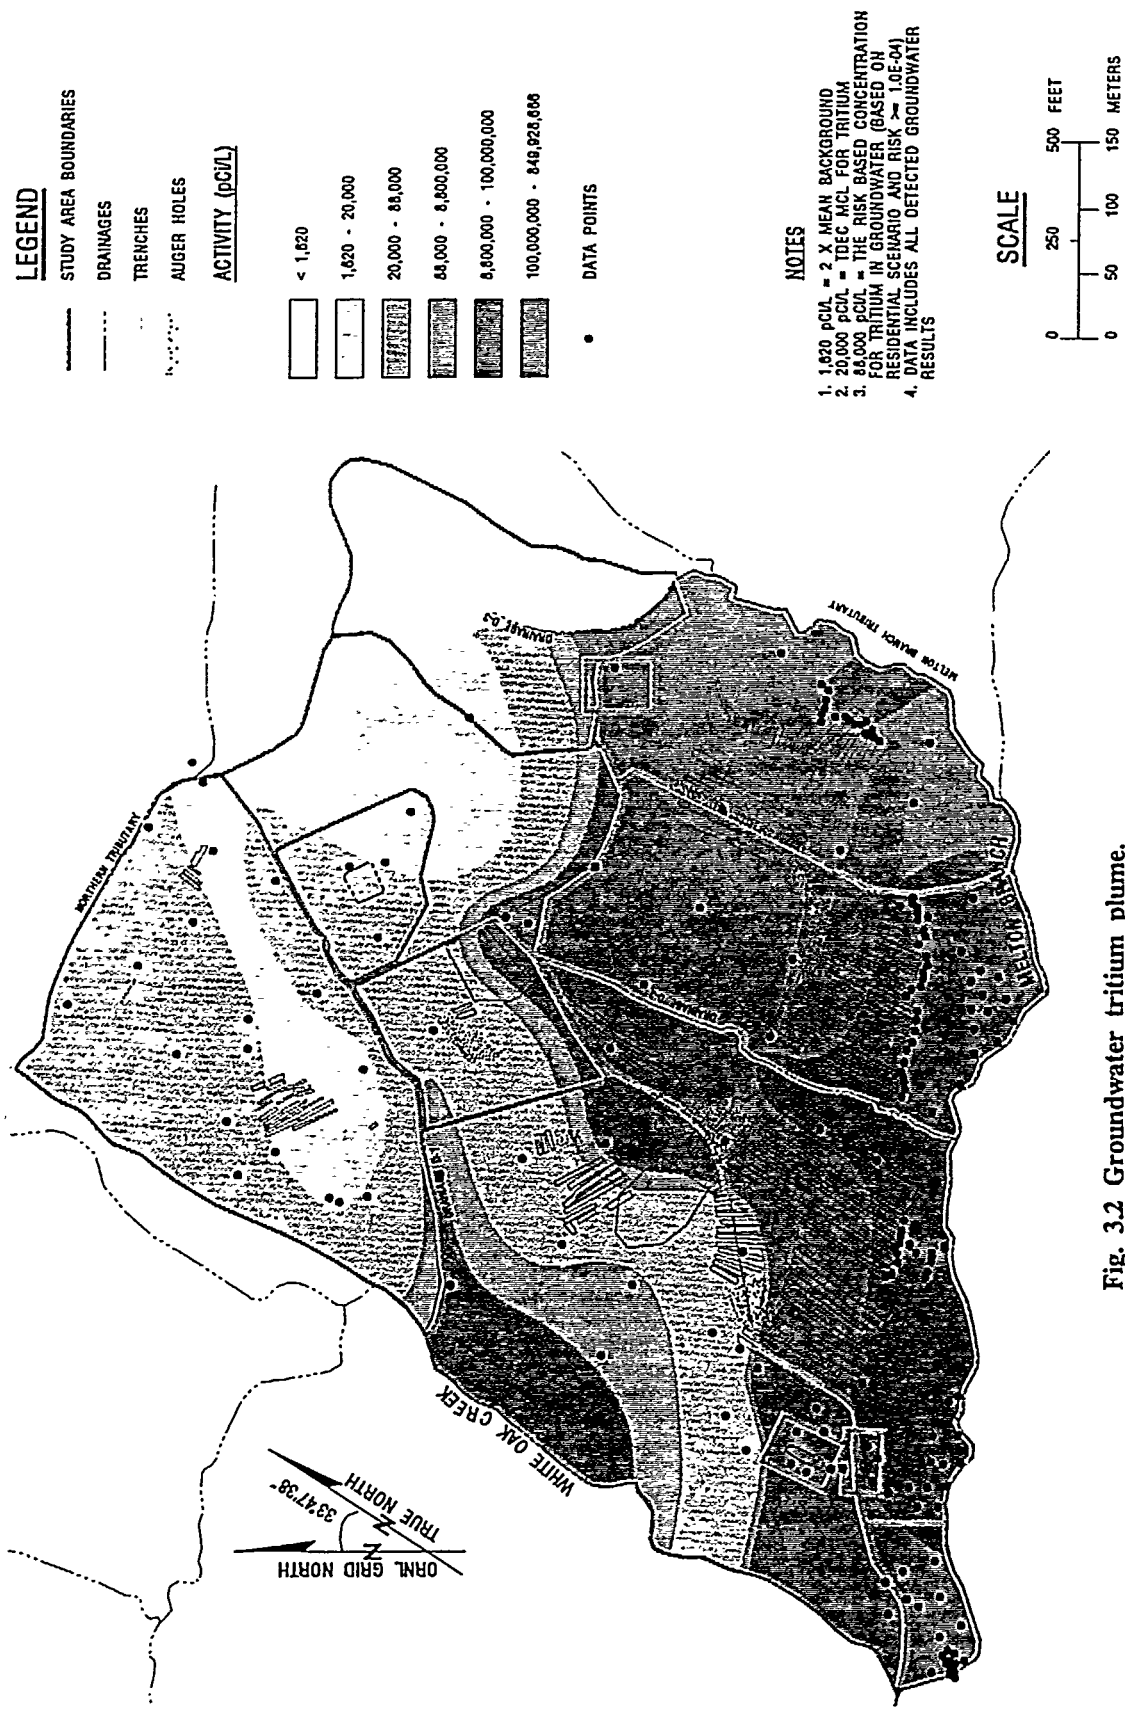 LEGEND
STUDY AREA BOUNDARIES
DRAINAGES
TRENCHES
AUGER HOLES
ACTIVITY (pCi/L)
< 1,620
1,620 - 20,000
20,000 - 88,000
88,000 - 8,800,000
8,800,000 - 100,000,000
100,000,000 - 849,928,666
DATA POINTS
NOTES
1. 1,620 pCi/L = 2 X MEAN BACKGROUND
2. 20,000 pCi/L = TDEC MCL FOR TRITIUM
3. 88,000 pCi/L = THE RISK BASED CONCENTRATION
FOR TRITIUM IN GROUNDWATER (BASED ON
RESIDENTIAL SCENARIO AND RISK >= 1.0E-04)
4. DATA INCLUDES ALL DETECTED GROUNDWATER
RESULTS
SCALE
0 250 500 FEET
0 50 100 150 METERS
NORTHERN TRIBUTARY
DRAINAGE D-3
MELTON BRANCH TRIBUTARY
MELTON BRANCH
WHITE OAK CREEK
ORNL GRID NORTH
N
33°47'38"
N
TRUE NORTH
Fig. 3.2 Groundwater tritium plume.